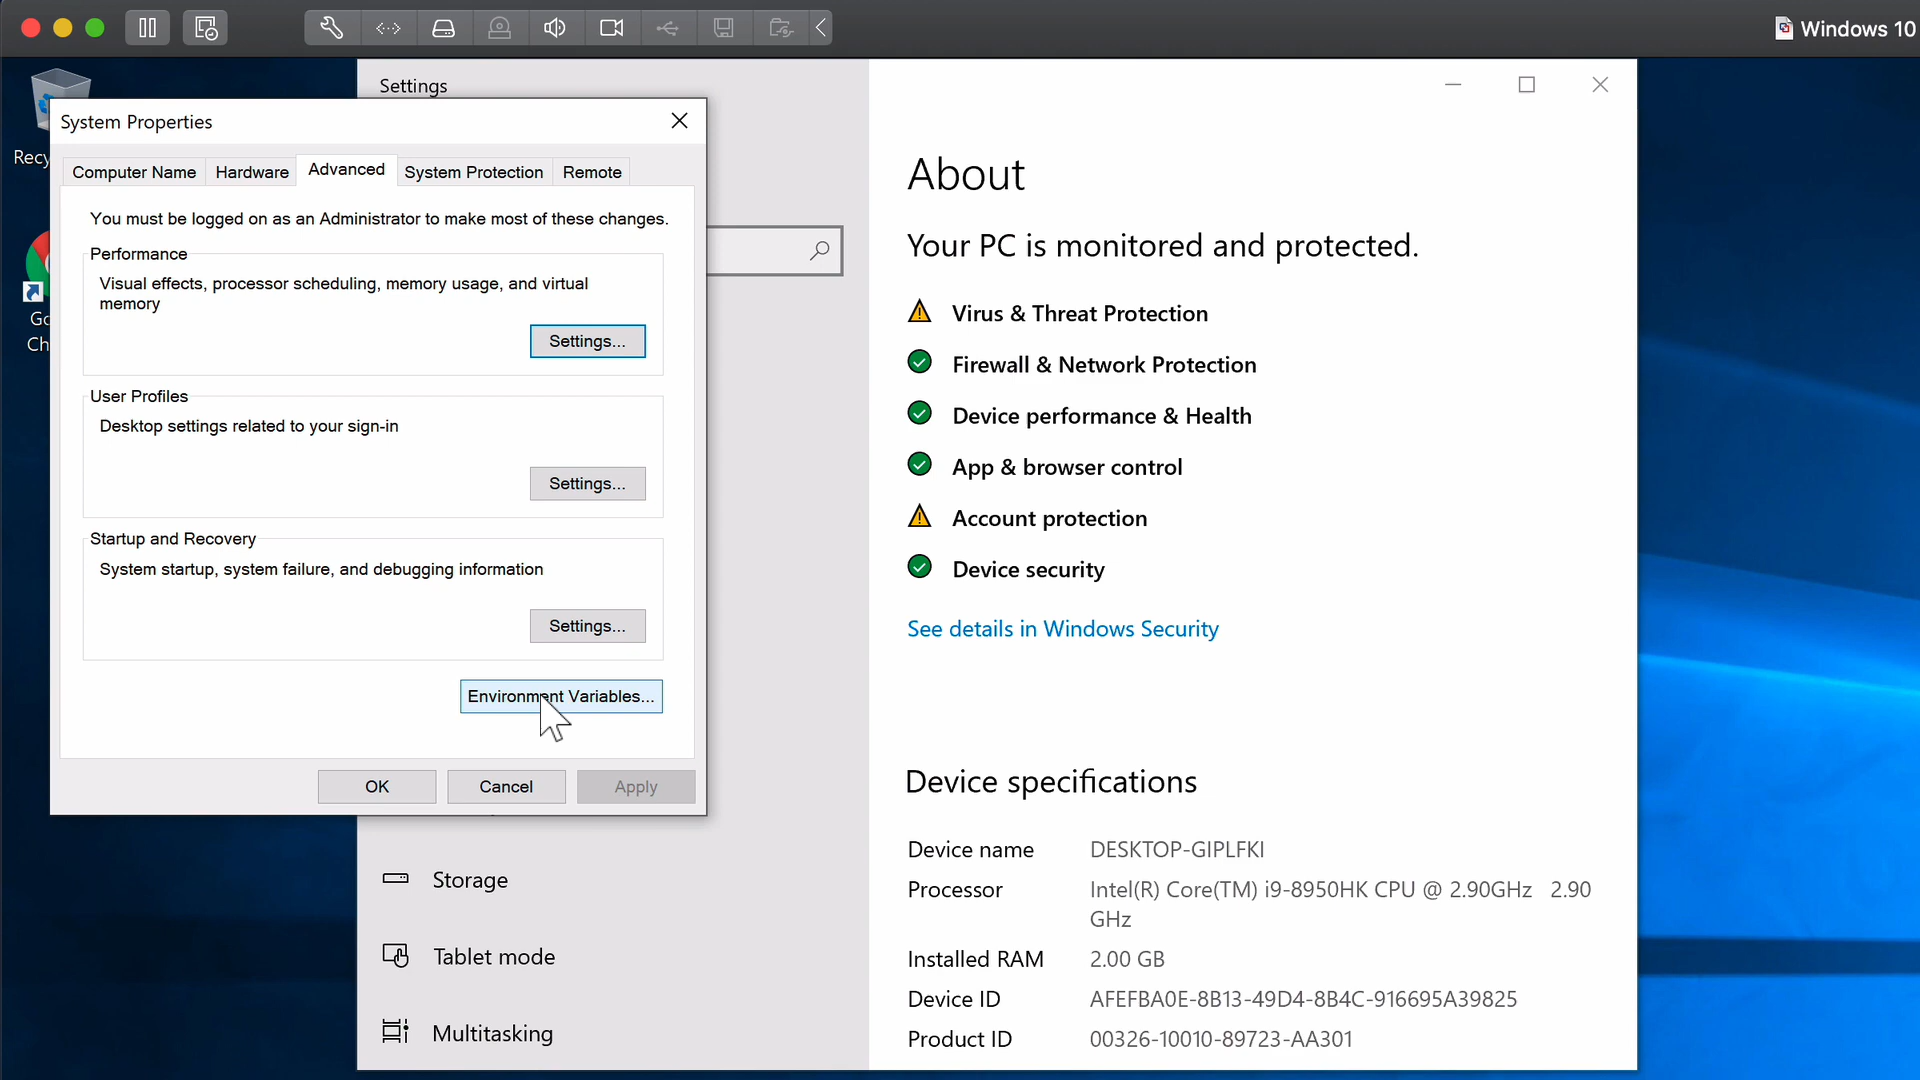 Windows 10
Settings
System Properties
Computer Name
Hardware
Advanced
System Protection
Remote
You must be logged on as an Administrator to make most of these changes.
Performance
Visual effects, processor scheduling, memory usage, and virtual
memory
Settings...
User Profiles
Desktop settings related to your sign-in
Settings...
Startup and Recovery
System startup, system failure, and debugging information
Settings...
Environment Variables...
OK
Cancel
Apply
Recy
Go
Ch
Storage
Tablet mode
Multitasking
About
Your PC is monitored and protected.
Virus & Threat Protection
Firewall & Network Protection
Device performance & Health
App & browser control
Account protection
Device security
See details in Windows Security
Device specifications
Device name DESKTOP-GIPLFKI
Processor Intel(R) Core(TM) i9-8950HK CPU @ 2.90GHz 2.90
GHz
Installed RAM 2.00 GB
Device ID AFEFBA0E-8B13-49D4-8B4C-916695A39825
Product ID 00326-10010-89723-AA301